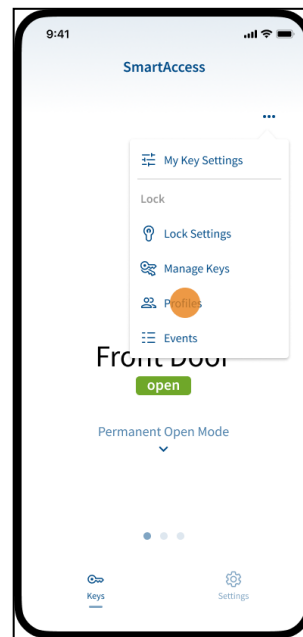 9:41
SmartAccess
My Key Settings
Lock
Lock Settings
Manage Keys
Profiles
Events
Front Door
open
Permanent Open Mode
Keys
Settings